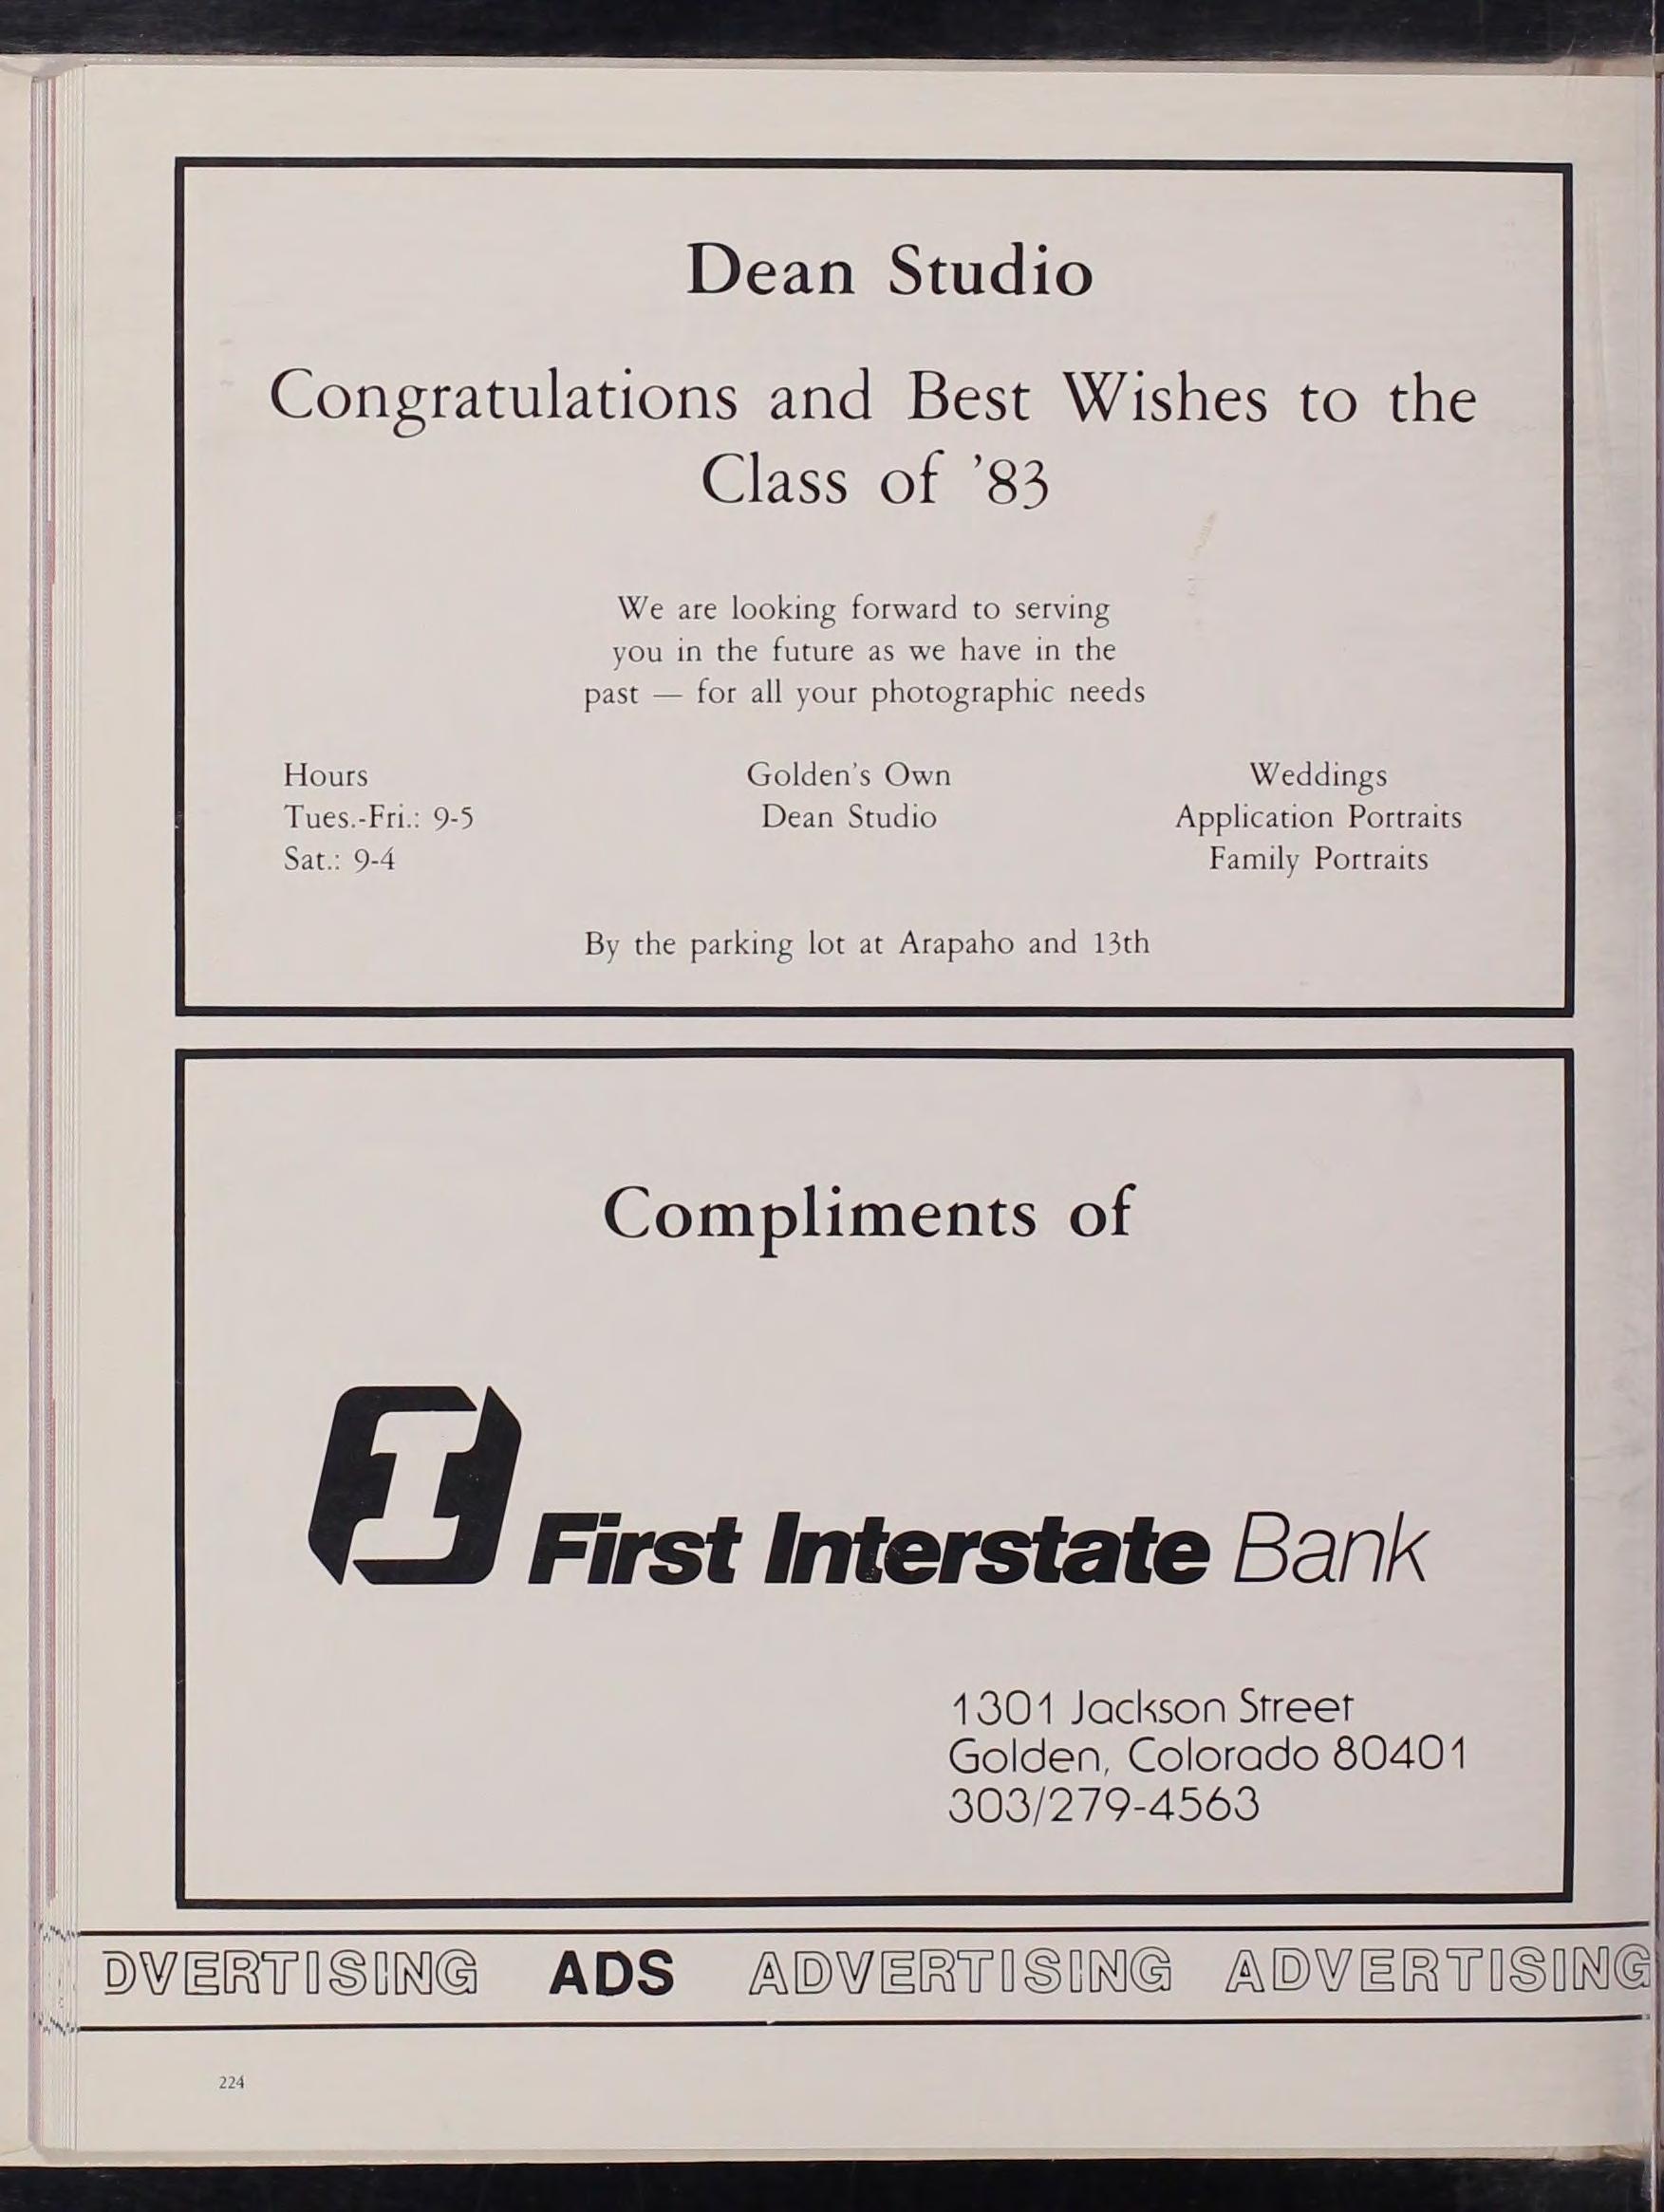 Dean Studio
Congratulations and Best Wishes to the
Class of '83
We are looking forward to serving
you in the future as we have in the
past — for all your photographic needs
Hours
Tues.-Fri.: 9-5
Sat.: 9-4
Golden's Own
Dean Studio
Weddings
Application Portraits
Family Portraits
By the parking lot at Arapaho and 13th
Compliments of
I First Interstate Bank
1301 Jackson Street
Golden, Colorado 80401
303/279-4563
DVERTISING ADS ADVERTISING ADVERTISING
224